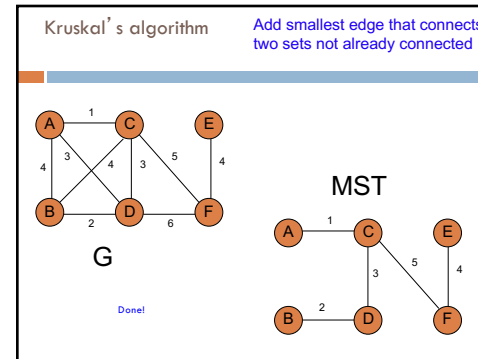 Kruskal's algorithm
Add smallest edge that connects
two sets not already connected
1
A
C
E
4
3
4
3
5
4
B
2
D
6
F
G
Done!
MST
A
1
C
E
3
5
4
B
2
D
F